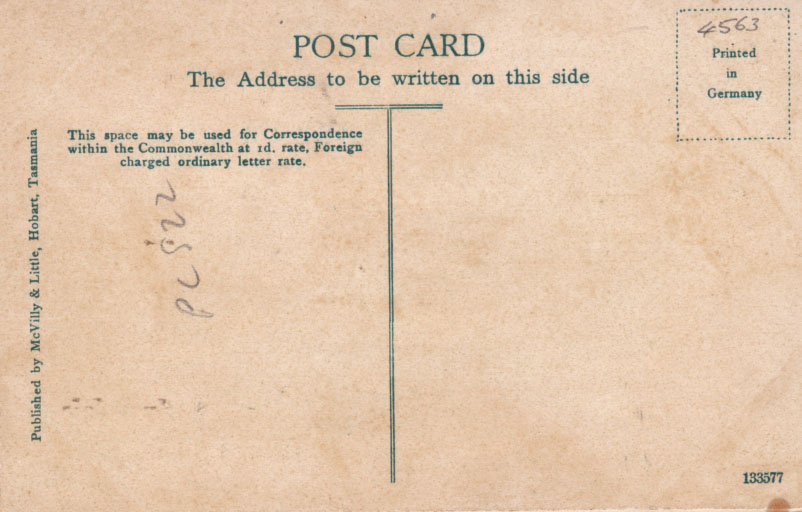 POST CARD
The Address to be written on this side
4563
Printed
in
Germany
This space may be used for Correspondence
within the Commonwealth at 1d. rate, Foreign
charged ordinary letter rate.
PC 522
Published by McVilly & Little, Hobart, Tasmania
133577